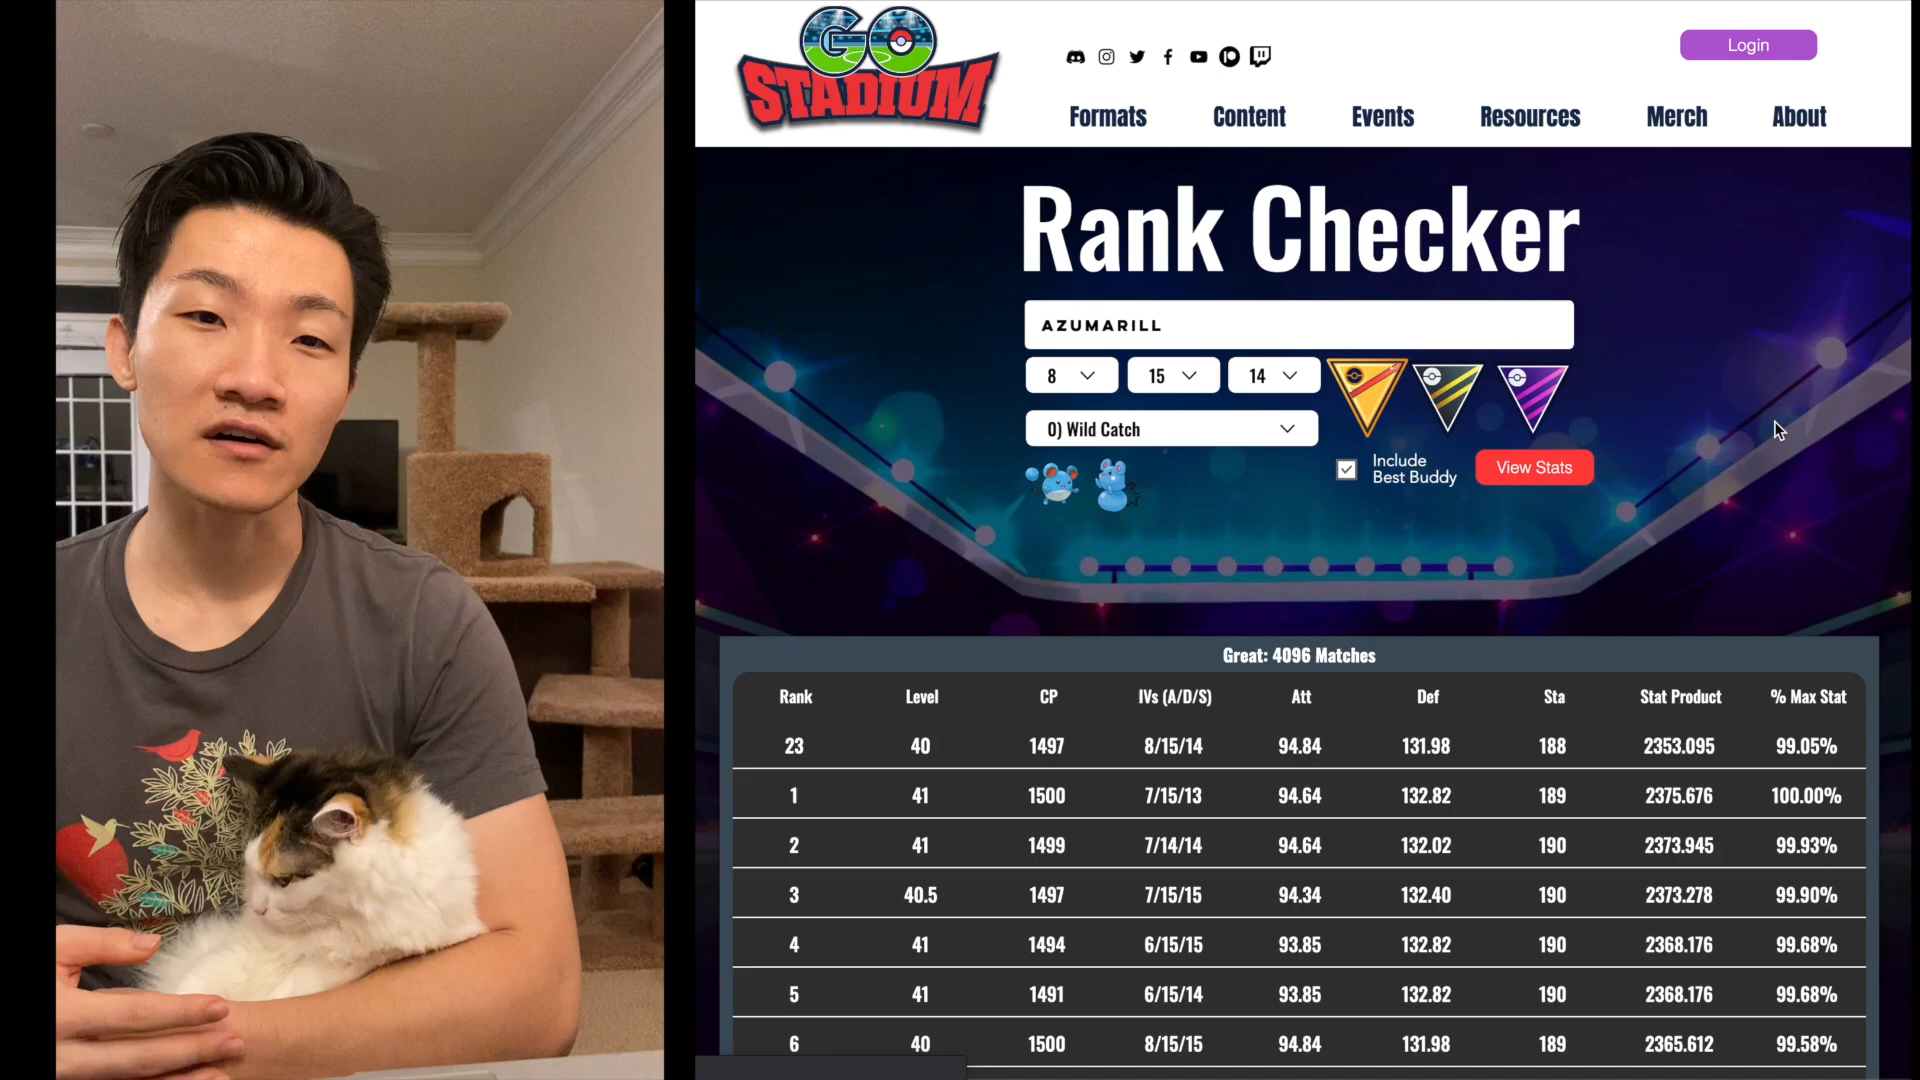 GO
STADIUM
Login
Formats Content Events Resources Merch About
Rank Checker
AZUMARILL
8 15 14
0) Wild Catch
Include
Best Buddy
View Stats
Great: 4096 Matches
Rank Level CP IVs (A/D/S) Att Def Sta Stat Product % Max Stat
23 40 1497 8/15/14 94.84 131.98 188 2353.095 99.05%
1 41 1500 7/15/13 94.64 132.82 189 2375.676 100.00%
2 41 1499 7/14/14 94.64 132.02 190 2373.945 99.93%
3 40.5 1497 7/15/15 94.34 132.40 190 2373.278 99.90%
4 41 1494 6/15/15 93.85 132.82 190 2368.176 99.68%
5 41 1491 6/15/14 93.85 132.82 190 2368.176 99.68%
6 40 1500 8/15/15 94.84 131.98 189 2365.612 99.58%